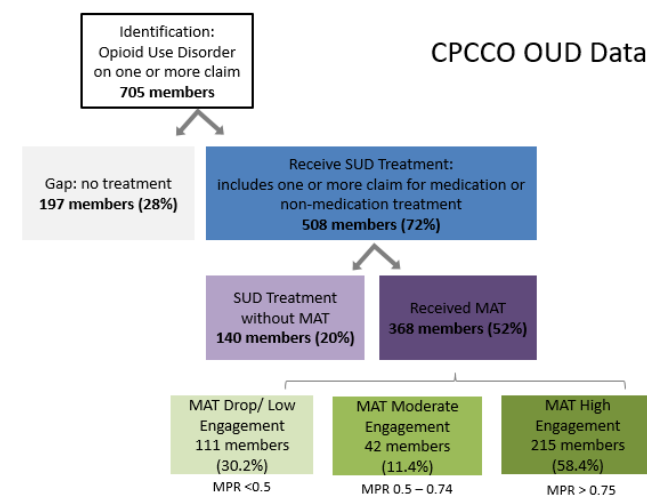 Identification:
Opioid Use Disorder
on one or more claim
705 members
CPCCO OUD Data
Gap: no treatment
197 members (28%)
Receive SUD Treatment:
includes one or more claim for medication or
non-medication treatment
508 members (72%)
SUD Treatment
without MAT
140 members (20%)
Received MAT
368 members (52%)
MAT Drop/ Low
Engagement
111 members
(30.2%)
MPR <0.5
MAT Moderate
Engagement
42 members
(11.4%)
MPR 0.5 – 0.74
MAT High
Engagement
215 members
(58.4%)
MPR > 0.75